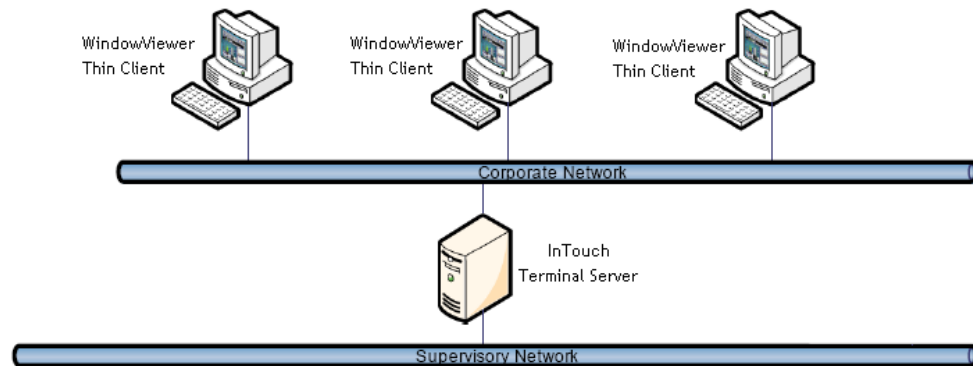 WindowViewer
Thin Client
WindowViewer
Thin Client
WindowViewer
Thin Client
Corporate Network
InTouch
Terminal Server
Supervisory Network